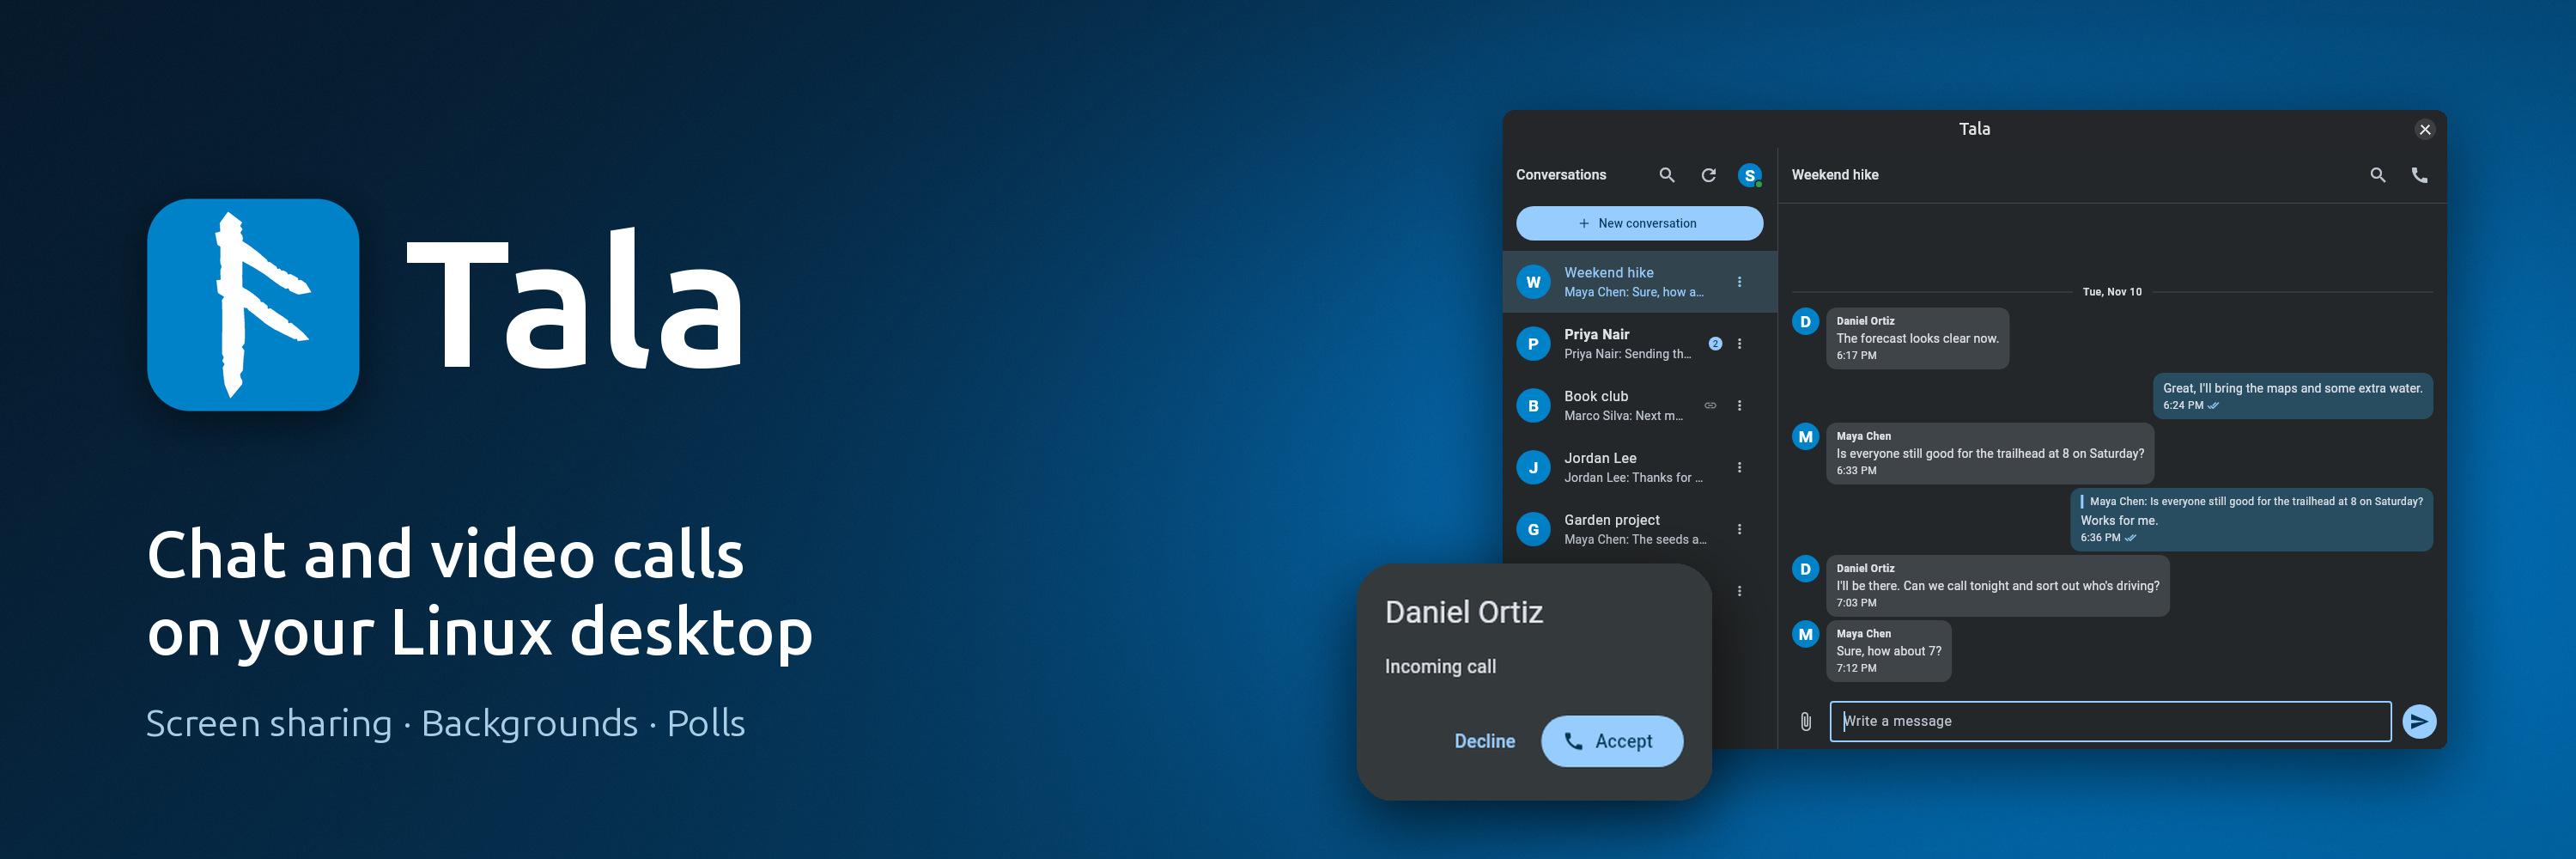 Tala
Chat and video calls
on your Linux desktop
Screen sharing · Backgrounds · Polls
Tala
Conversations
S
New conversation
W
Weekend hike
Maya Chen: Sure, how a...
P
Priya Nair
Priya Nair: Sending th...
2
B
Book club
Marco Silva: Next m...
J
Jordan Lee
Jordan Lee: Thanks for ...
G
Garden project
Maya Chen: The seeds a...
Weekend hike
Tue, Nov 10
D
Daniel Ortiz
The forecast looks clear now.
6:17 PM
Great, I'll bring the maps and some extra water.
6:24 PM
M
Maya Chen
Is everyone still good for the trailhead at 8 on Saturday?
6:33 PM
Maya Chen: Is everyone still good for the trailhead at 8 on Saturday?
Works for me.
6:36 PM
D
Daniel Ortiz
I'll be there. Can we call tonight and sort out who's driving?
7:03 PM
M
Maya Chen
Sure, how about 7?
7:12 PM
Write a message
Daniel Ortiz
Incoming call
Decline
Accept